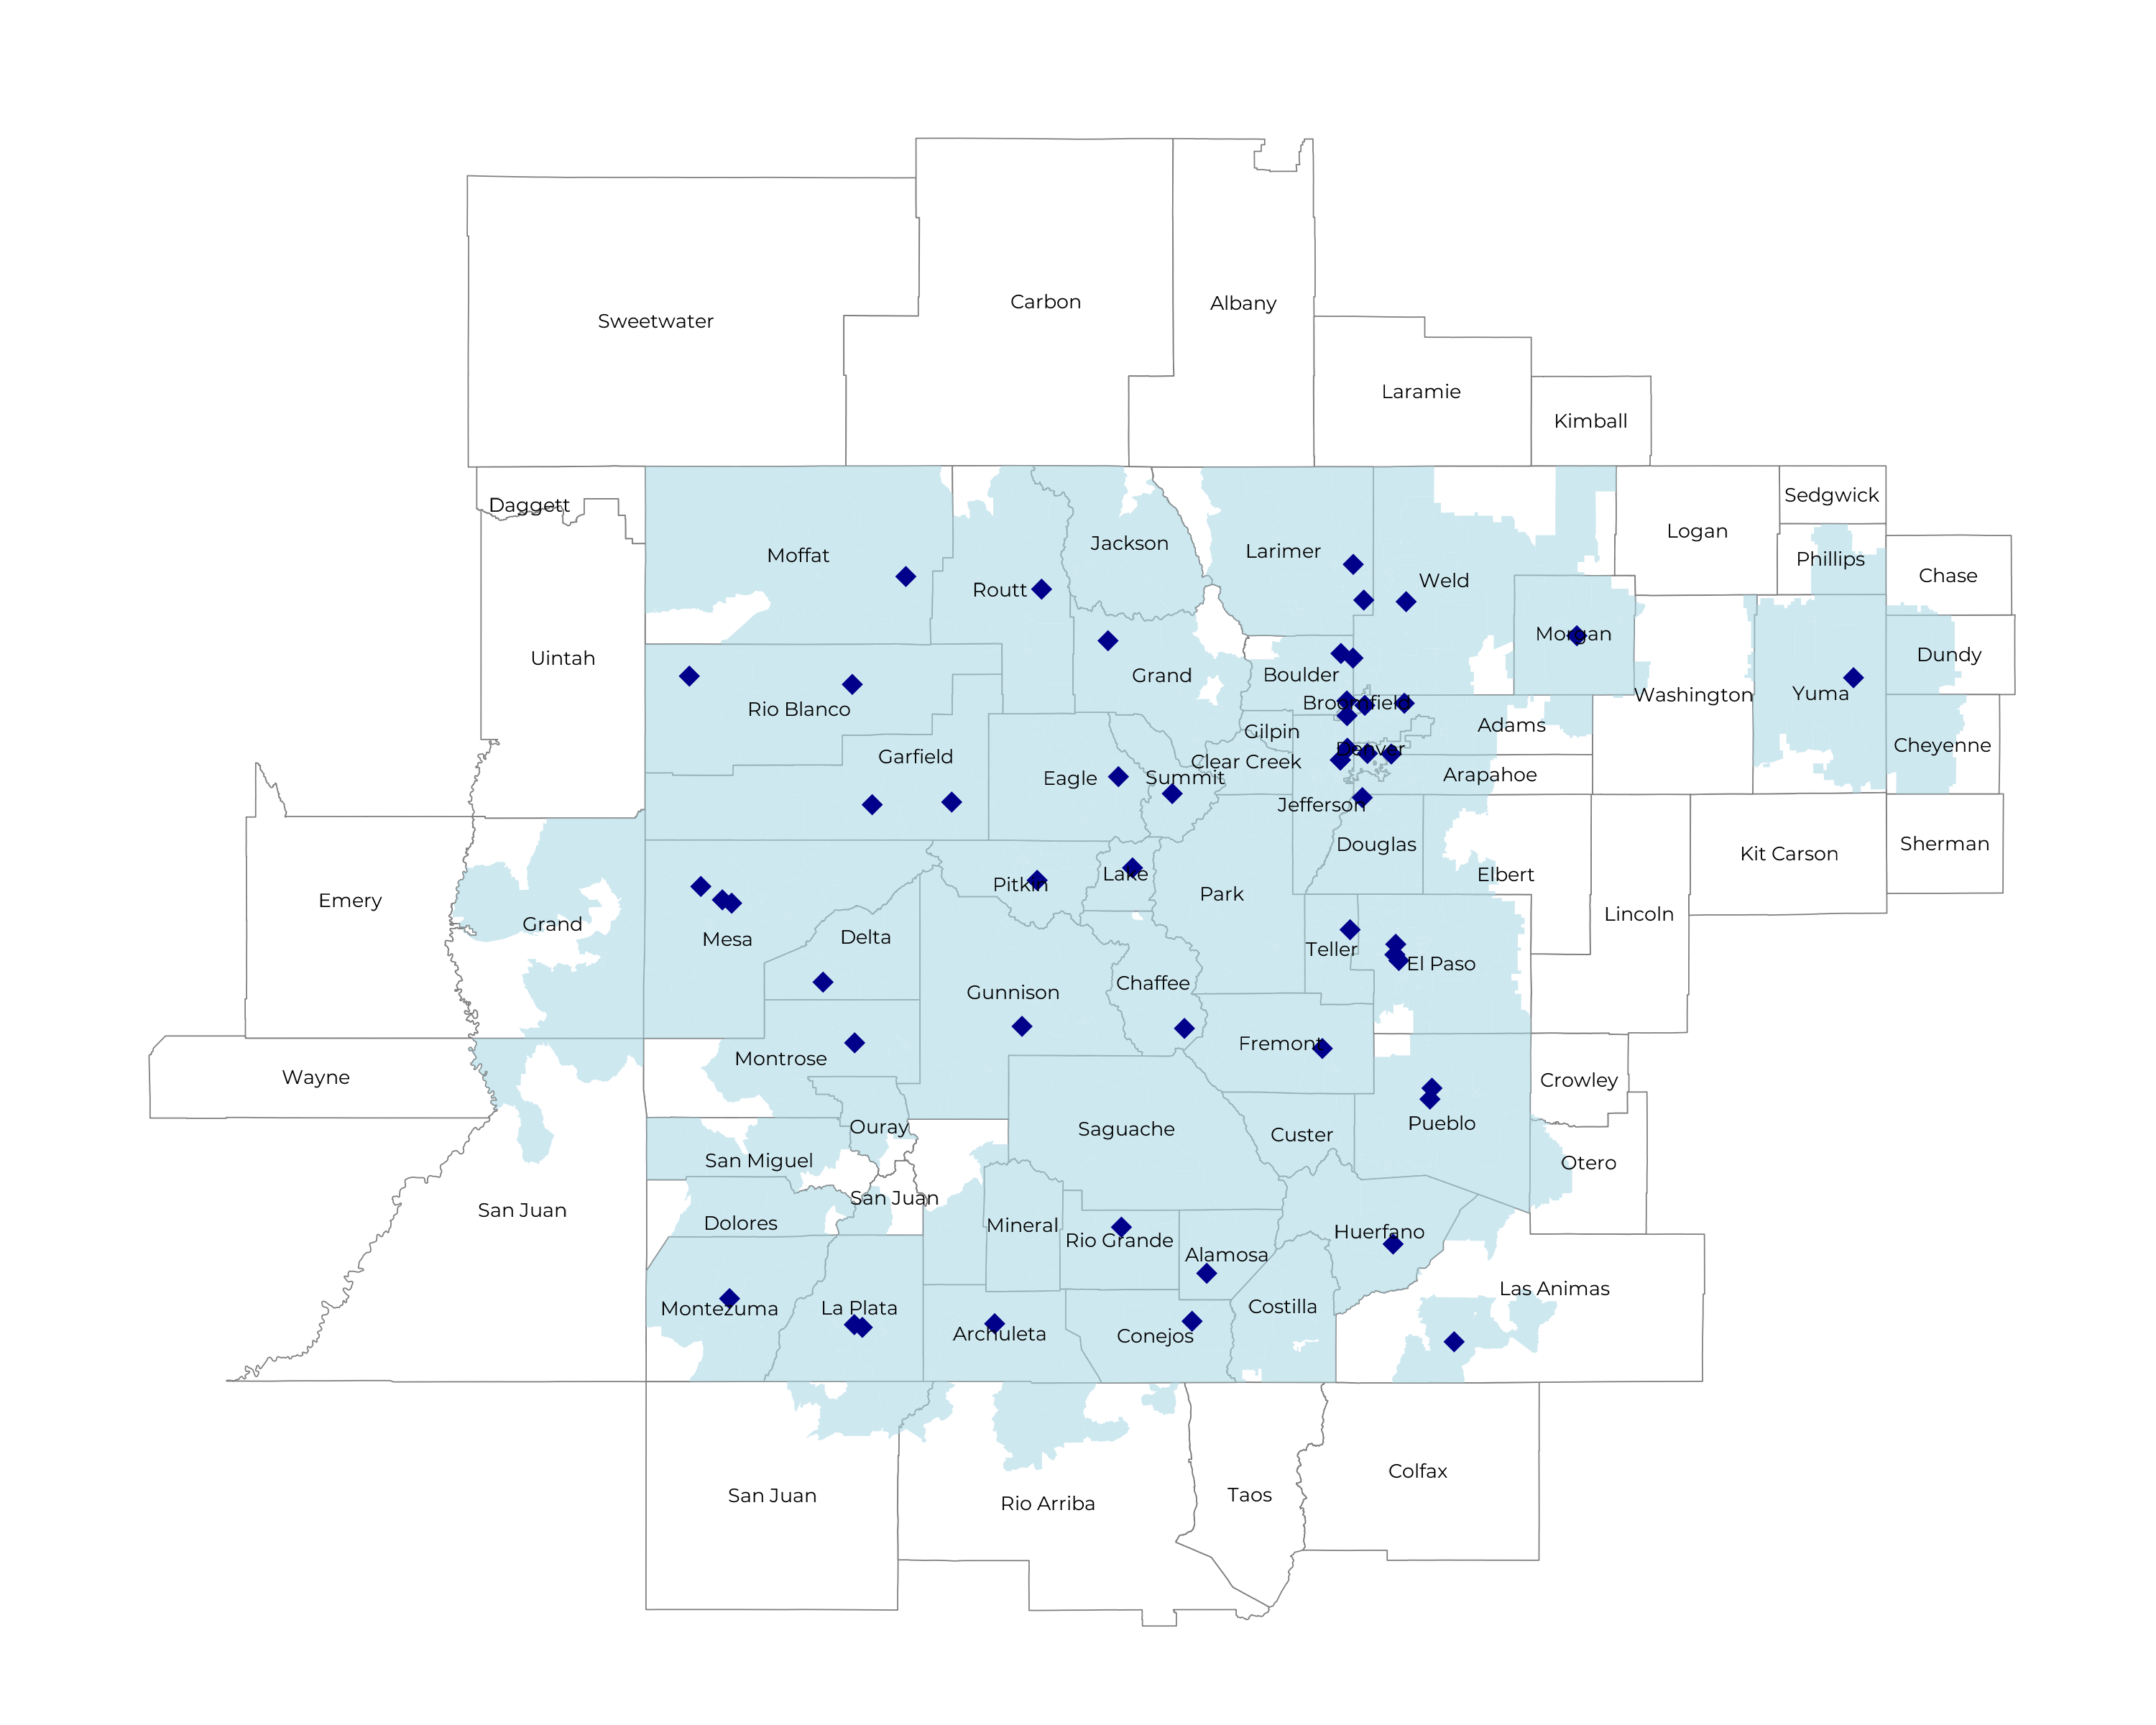 Carbon
Albany
Sweetwater
Laramie
Kimball
Daggett
Sedgwick
Logan
Jackson
Larimer
Moffat
Phillips
Chase
Weld
Routt
Morgan
Uintah
Dundy
Grand
Boulder
Yuma
Washington
Rio Blanco
Broomfield
Adams
Gilpin
Cheyenne
Denver
Garfield
Clear Creek
Arapahoe
Eagle
Summit
Jefferson
Douglas
Sherman
Kit Carson
Lake
Elbert
Pitkin
Park
Emery
Lincoln
Grand
Delta
Mesa
Teller
El Paso
Chaffee
Gunnison
Fremont
Montrose
Wayne
Crowley
Pueblo
Ouray
Saguache
Custer
San Miguel
Otero
San Juan
San Juan
Dolores
Mineral
Huerfano
Rio Grande
Alamosa
Las Animas
Costilla
La Plata
Montezuma
Archuleta
Conejos
Colfax
Taos
San Juan
Rio Arriba